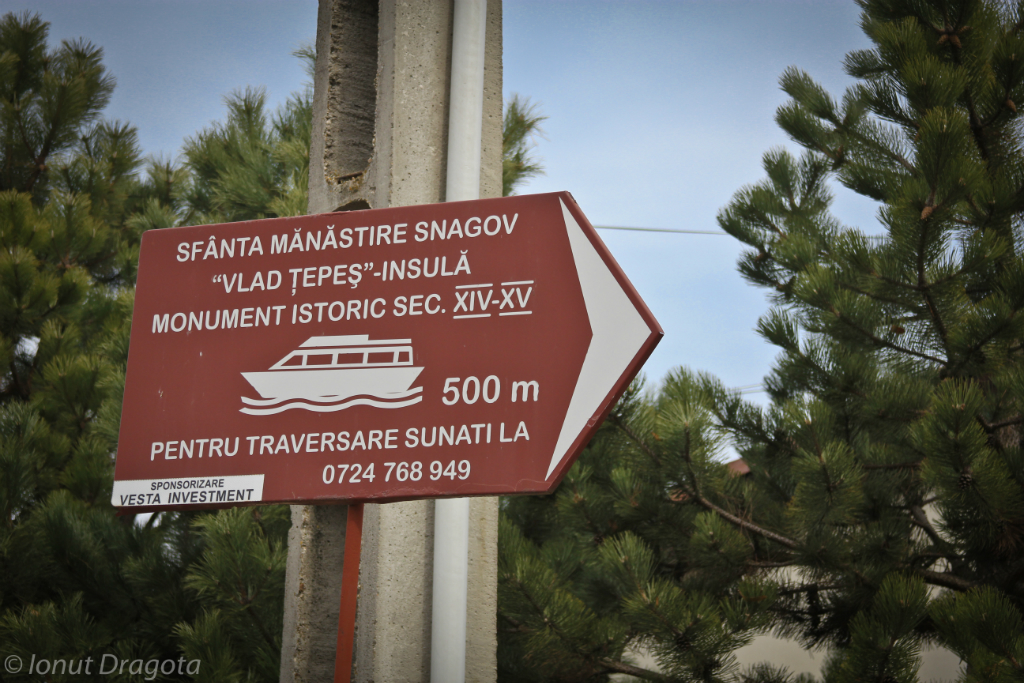 SFÂNTA MĂNĂSTIRE SNAGOV
“VLAD ȚEPEŞ”-INSULĂ
MONUMENT ISTORIC SEC. XIV-XV
500 m
PENTRU TRAVERSARE SUNATI LA
0724 768 949
SPONSORIZARE
VESTA INVESTMENT
© Ionut Dragota